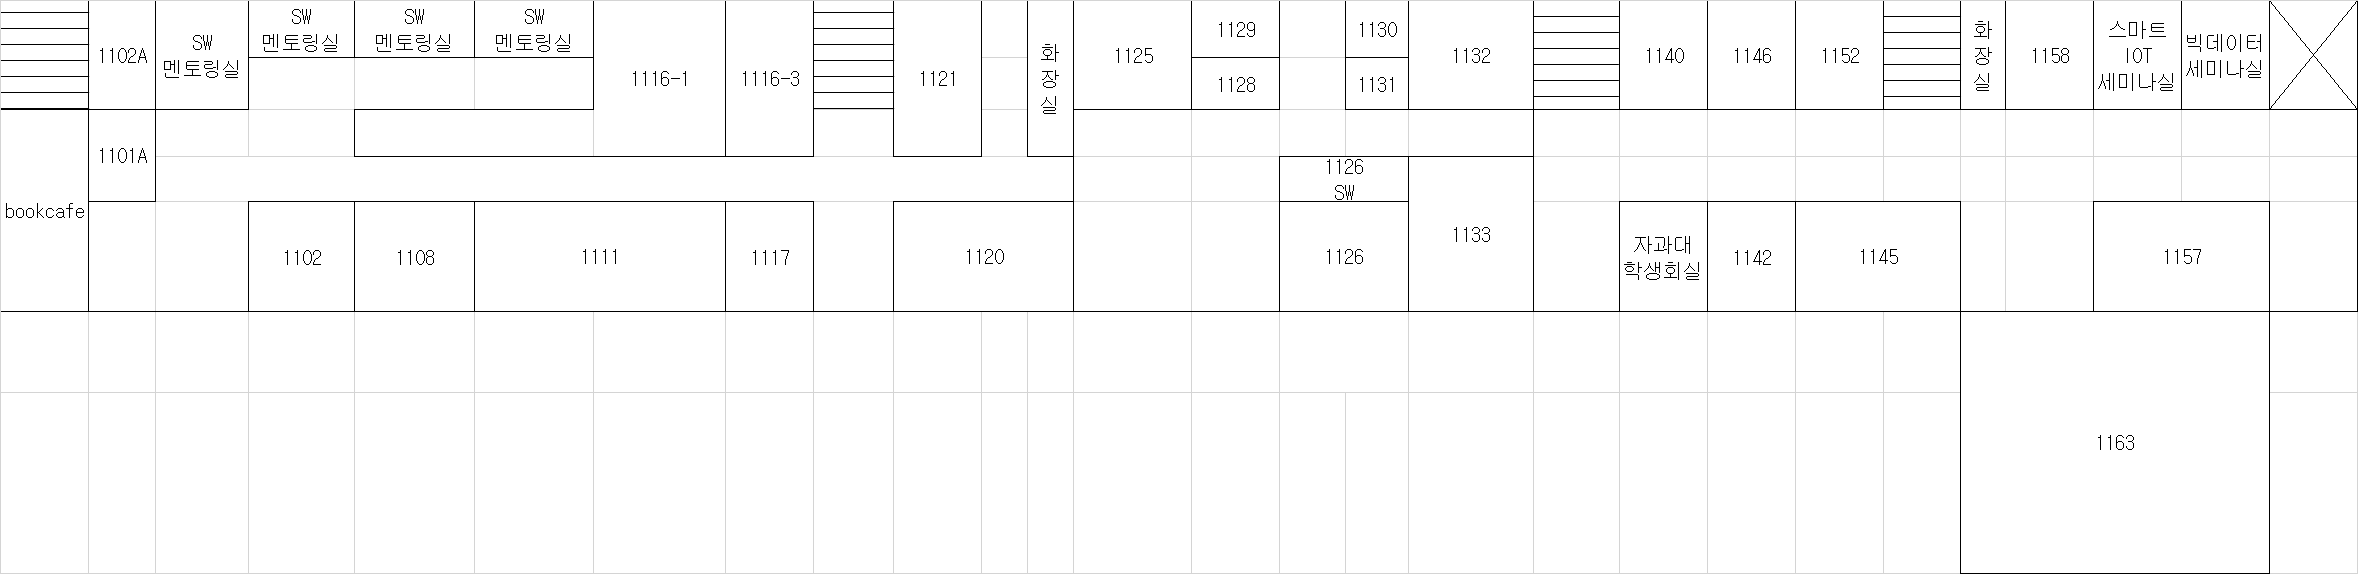 1102A
SW
멘토링실
SW
멘토링실
SW
멘토링실
SW
멘토링실
1116-1
1116-3
1121
화
장
실
1125
1129
1128
1130
1131
1132
1140
1146
1152
화
장
실
1158
스마트
IOT
세미나실
빅데이터
세미나실
bookcafe
1101A
1102
1108
1111
1117
1120
1126
SW
1126
1133
자과대
학생회실
1142
1145
1157
1163